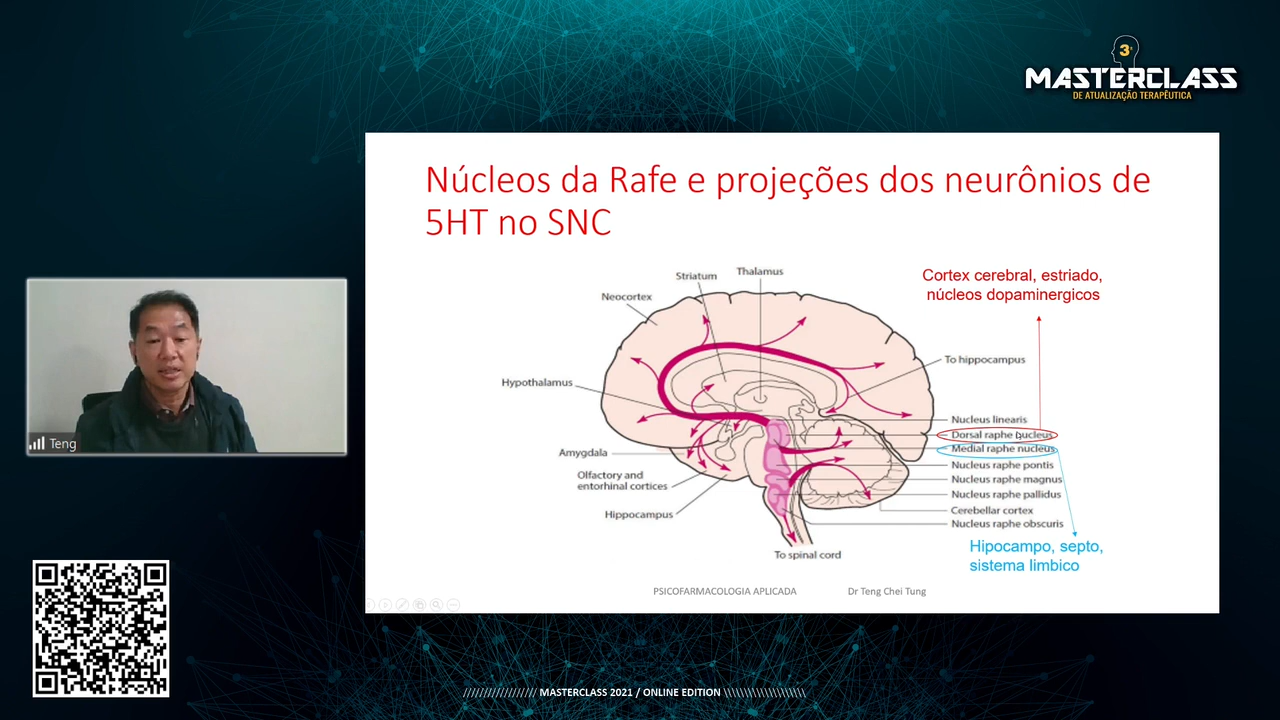 3ª
MASTERCLASS
DE ATUALIZAÇÃO TERAPÊUTICA
Núcleos da Rafe e projeções dos neurônios de
5HT no SNC
Striatum
Thalamus
Neocortex
Cortex cerebral, estriado,
núcleos dopaminergicos
To hippocampus
Hypothalamus
Nucleus linearis
Dorsal raphe nucleus
Medial raphe nucleus
Amygdala
Nucleus raphe pontis
Olfactory and
entorhinal cortices
Nucleus raphe magnus
Nucleus raphe pallidus
Hippocampus
Cerebellar cortex
Nucleus raphe obscuris
To spinal cord
Hipocampo, septo,
sistema limbico
PSICOFARMACOLOGIA APLICADA
Dr Teng Chei Tung
Teng
/////////////////// MASTERCLASS 2021 / ONLINE EDITION \\\\\\\\\\\\\\\\\\\